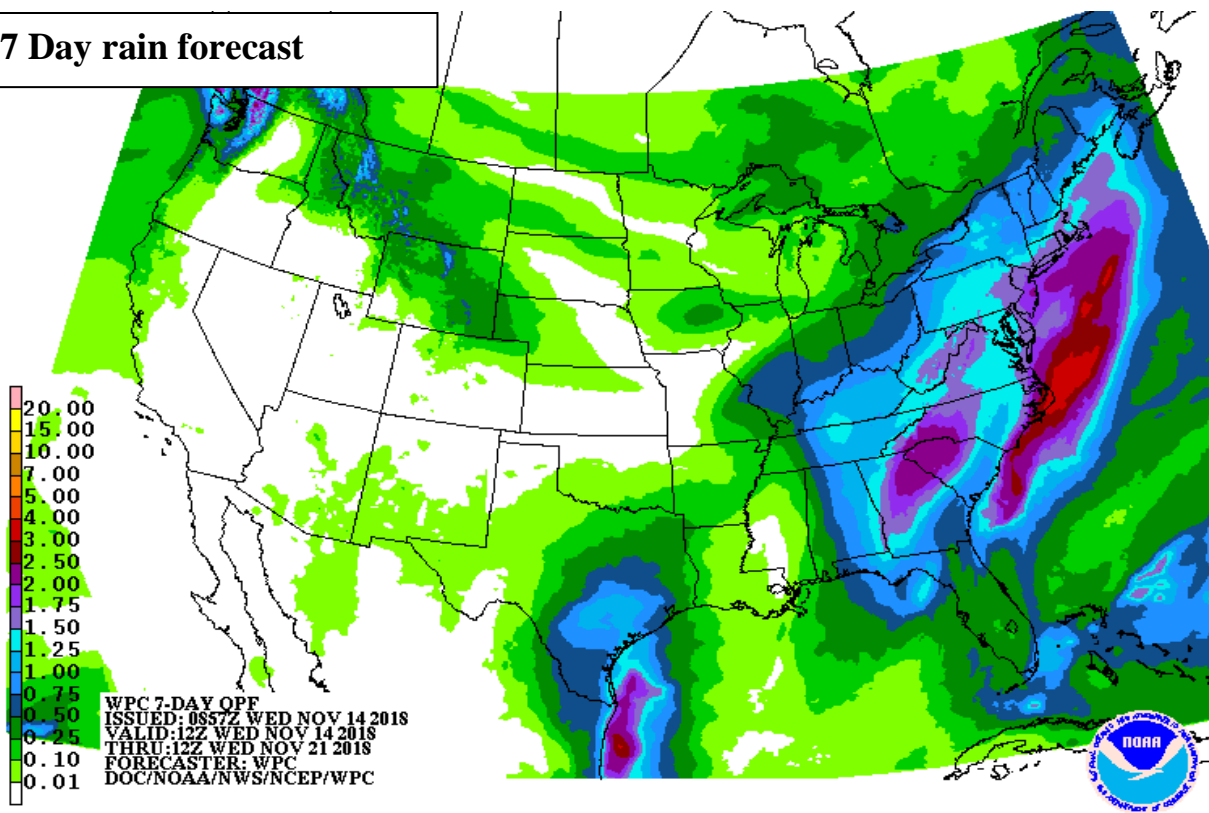 7 Day rain forecast
20.00
15.00
10.00
7.00
5.00
4.00
3.00
2.50
2.00
1.75
1.50
1.25
1.00
0.75
0.50
0.25
0.10
0.01
WPC 7-DAY QPF
ISSUED: 0857Z WED NOV 14 2018
VALID:12Z WED NOV 14 2018
THRU:12Z WED NOV 21 2018
FORECASTER: WPC
DOC/NOAA/NWS/NCEP/WPC
NOAA